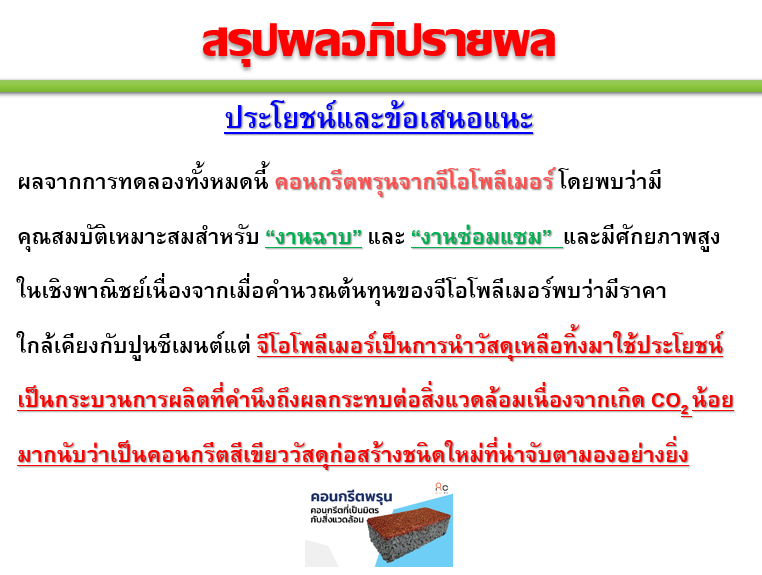 สรุปผลอภิปรายผล
ประโยชน์และข้อเสนอแนะ
ผลจากการทดลองทั้งหมดนี้ คอนกรีตพรุนจากจีโอโพลีเมอร์ โดยพบว่ามี
คุณสมบัติเหมาะสมสำหรับ “งานฉาบ” และ “งานซ่อมแซม” และมีศักยภาพสูง
ในเชิงพาณิชย์เนื่องจากเมื่อคำนวณต้นทุนของจีโอโพลีเมอร์พบว่ามีราคา
ใกล้เคียงกับปูนซีเมนต์แต่ จีโอโพลีเมอร์เป็นการนำวัสดุเหลือทิ้งมาใช้ประโยชน์
เป็นกระบวนการผลิตที่คำนึงถึงผลกระทบต่อสิ่งแวดล้อมเนื่องจากเกิด CO₂ น้อย
มากนับว่าเป็นคอนกรีตสีเขียววัสดุก่อสร้างชนิดใหม่ที่น่าจับตามองอย่างยิ่ง
คอนกรีตพรุน
คอนกรีตที่เป็นมิตร
กับสิ่งแวดล้อม